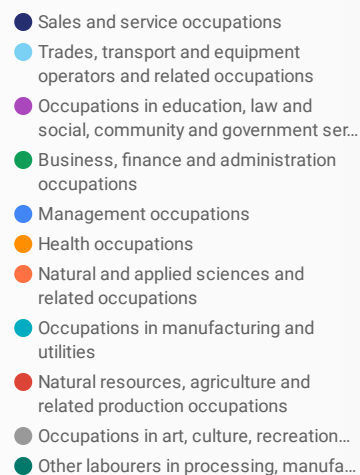 Sales and service occupations
Trades, transport and equipment
operators and related occupations
Occupations in education, law and
social, community and government ser...
Business, finance and administration
occupations
Management occupations
Health occupations
Natural and applied sciences and
related occupations
Occupations in manufacturing and
utilities
Natural resources, agriculture and
related production occupations
Occupations in art, culture, recreation...
Other labourers in processing, manufa...